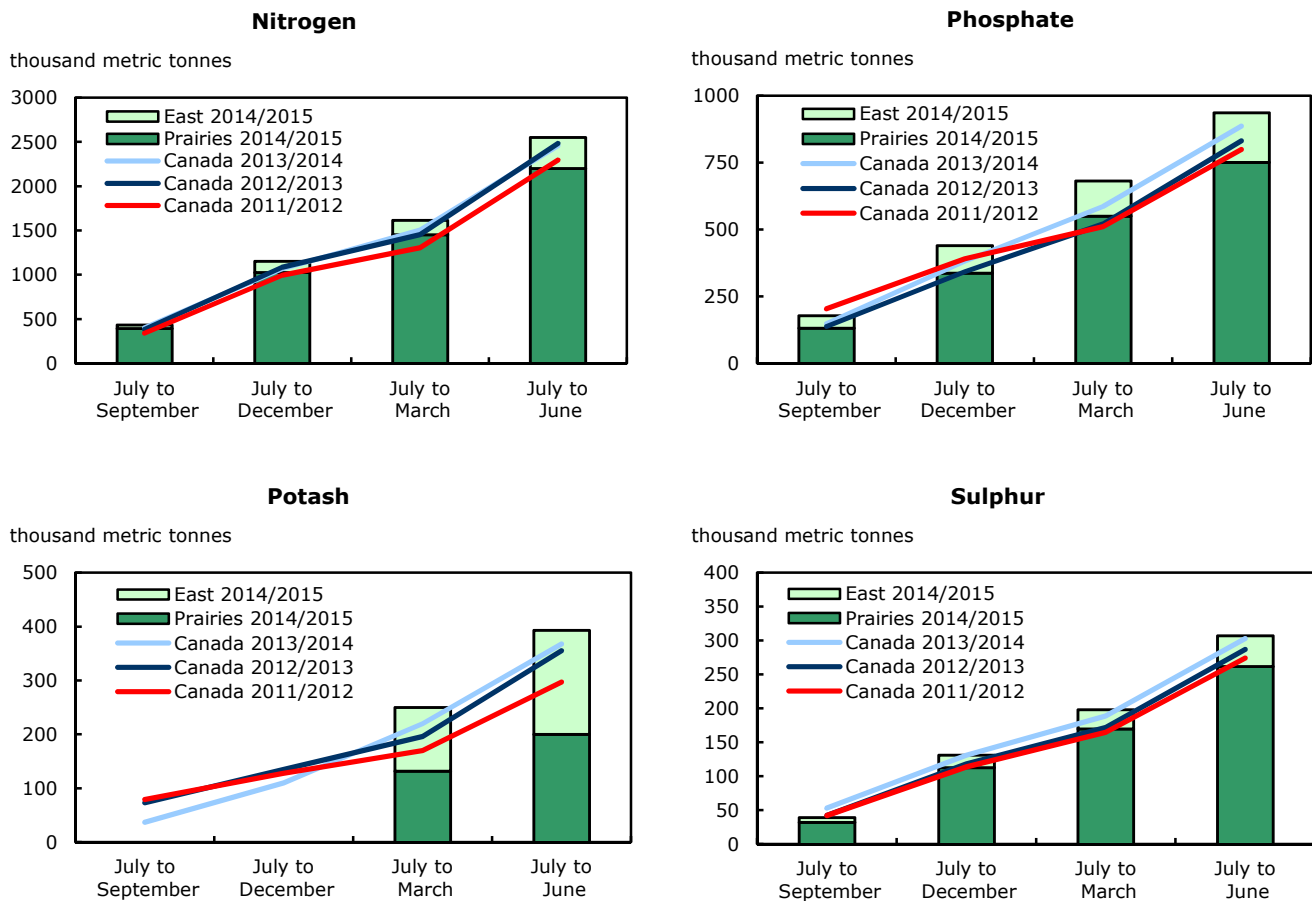 Nitrogen
thousand metric tonnes
3000
2500
2000
1500
1000
500
0
East 2014/2015
Prairies 2014/2015
Canada 2013/2014
Canada 2012/2013
Canada 2011/2012
July to
September
July to
December
July to
March
July to
June
Phosphate
thousand metric tonnes
1000
750
500
250
0
East 2014/2015
Prairies 2014/2015
Canada 2013/2014
Canada 2012/2013
Canada 2011/2012
July to
September
July to
December
July to
March
July to
June
Potash
thousand metric tonnes
500
400
300
200
100
0
East 2014/2015
Prairies 2014/2015
Canada 2013/2014
Canada 2012/2013
Canada 2011/2012
July to
September
July to
December
July to
March
July to
June
Sulphur
thousand metric tonnes
400
350
300
250
200
150
100
50
0
East 2014/2015
Prairies 2014/2015
Canada 2013/2014
Canada 2012/2013
Canada 2011/2012
July to
September
July to
December
July to
March
July to
June